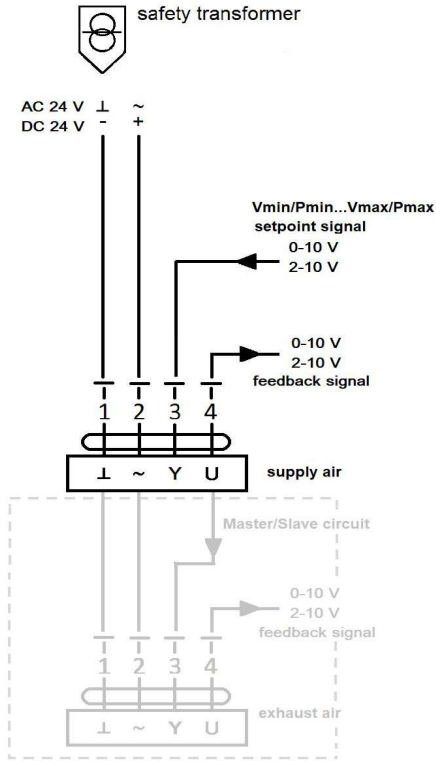 safety transformer
AC 24 V ⊥ ~
DC 24 V - +
Vmin/Pmin...Vmax/Pmax
setpoint signal
0-10 V
2-10 V
0-10 V
2-10 V
feedback signal
1 2 3 4
⊥ ~ Y U
supply air
Master/Slave circuit
0-10 V
2-10 V
feedback signal
1 2 3 4
exhaust air
⊥ ~ Y U